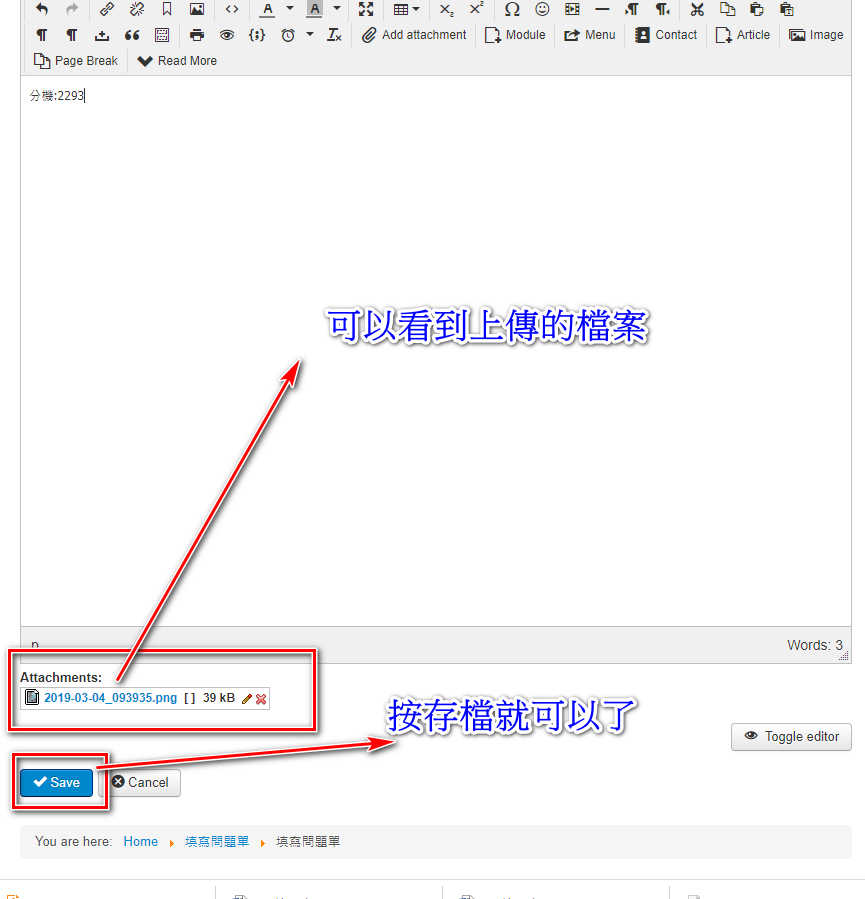 Add attachment
Module
Menu
Contact
Article
Image
Page Break
Read More
分機:2293
可以看到上傳的檔案
Words: 3
Attachments:
2019-03-04_093935.png [ ] 39 kB
按存檔就可以了
Toggle editor
Save
Cancel
You are here: Home 填寫問題單 填寫問題單